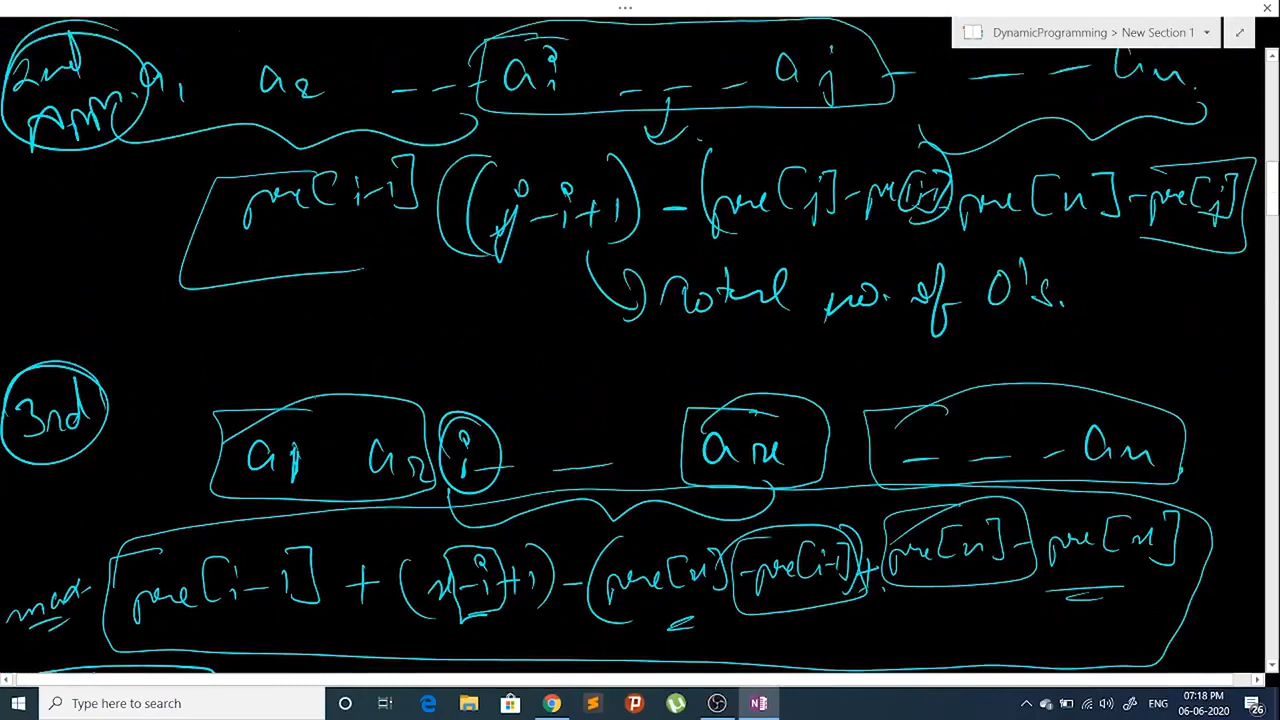 DynamicProgramming > New Section 1
2nd a1 a2 - - - ai - - - aj - - - - an
App.
pre[i-1] ((j-i+1) - (pre[j]-pre[i-1]) pre[n]-pre[j]
total no. of 0's.
3rd
a1 a2 i - - - ax - - - an
max pre[i-1] + (x-i+1) - (pre[x] -pre[i-1]) + pre[n] - pre[x]
Type here to search
ENG
07:18 PM
06-06-2020
26